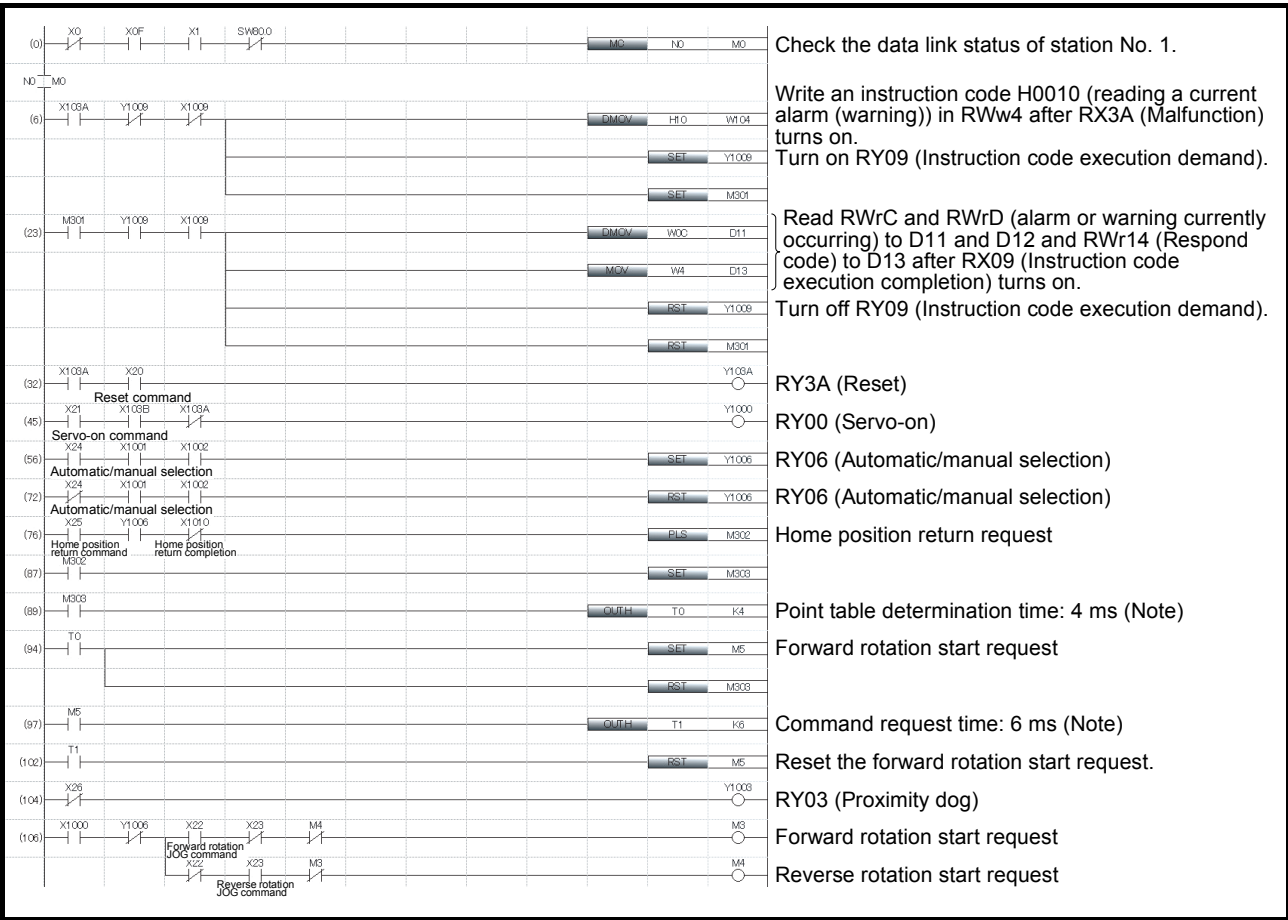 X0 X0F X1 SW80.0
(0) MC N0 M0 Check the data link status of station No. 1.
N0 M0
Write an instruction code H0010 (reading a current
X103A Y1009 X1009
(6) DMOV H10 W104 alarm (warning)) in RWw4 after RX3A (Malfunction)
turns on.
SET Y1009 Turn on RY09 (Instruction code execution demand).
SET M301
M301 Y1009 X1009
(23) DMOV W0C D11
Read RWrC and RWrD (alarm or warning currently
occurring) to D11 and D12 and RWr14 (Respond
MOV W4 D13
code) to D13 after RX09 (Instruction code
execution completion) turns on.
RST Y1009 Turn off RY09 (Instruction code execution demand).
RST M301
X103A X20 Y103A
(32) RY3A (Reset)
Reset command
X21 X103B X103A Y1000
(45) RY00 (Servo-on)
Servo-on command
X24 X1001 X1002
(56) SET Y1006 RY06 (Automatic/manual selection)
Automatic/manual selection
X24 X1001 X1002
(72) RST Y1006 RY06 (Automatic/manual selection)
Automatic/manual selection
X25 Y1006 X1010
(76) PLS M302 Home position return request
Home position Home position
return command return completion
M302
(87) SET M303
M303
(89) OUTH T0 K4 Point table determination time: 4 ms (Note)
T0
(94) SET M5 Forward rotation start request
RST M303
M5
(97) OUTH T1 K6 Command request time: 6 ms (Note)
T1
(102) RST M5 Reset the forward rotation start request.
X26 Y1003
(104) RY03 (Proximity dog)
X1000 Y1006 X22 X23 M4 M3
(106) Forward rotation start request
Forward rotation
JOG command
X22 X23 M3 M4
Reverse rotation start request
Reverse rotation
JOG command